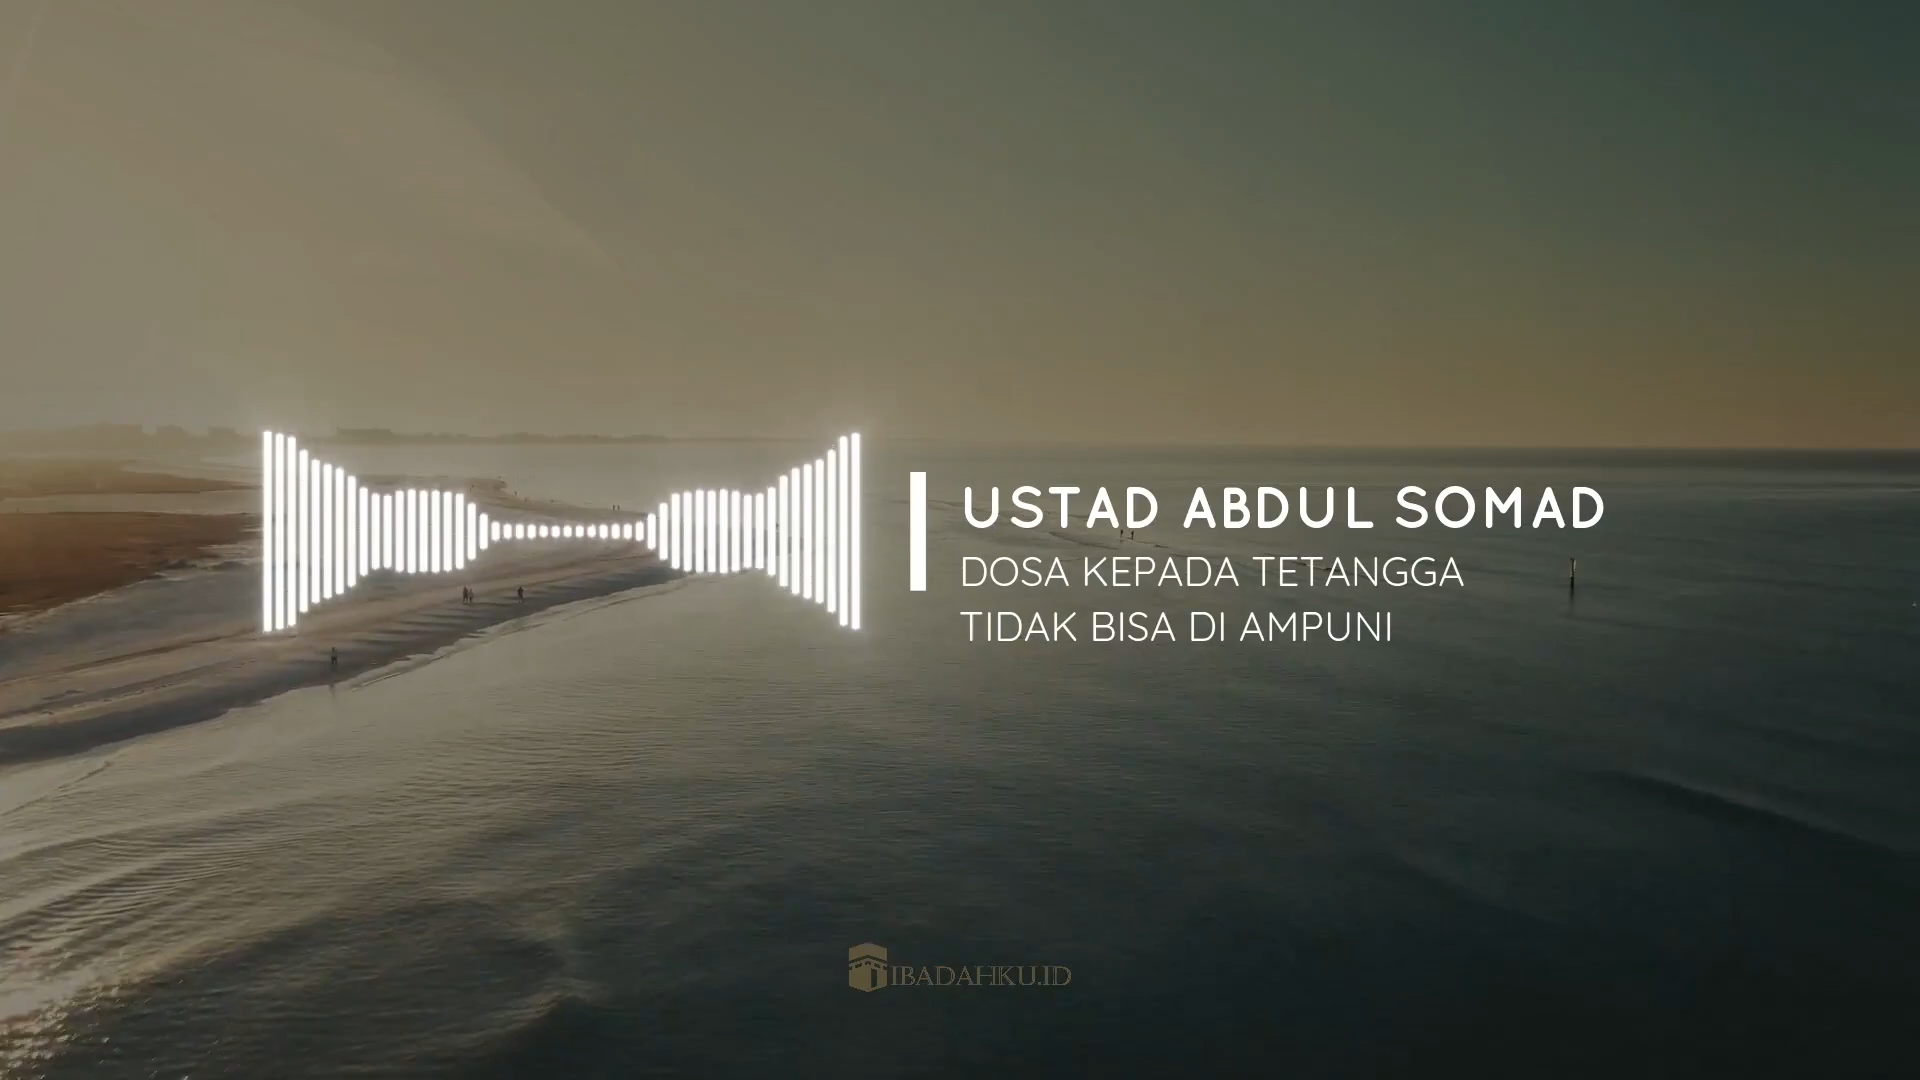 USTAD ABDUL SOMAD
DOSA KEPADA TETANGGA
TIDAK BISA DI AMPUNI
IBADAHKU.ID